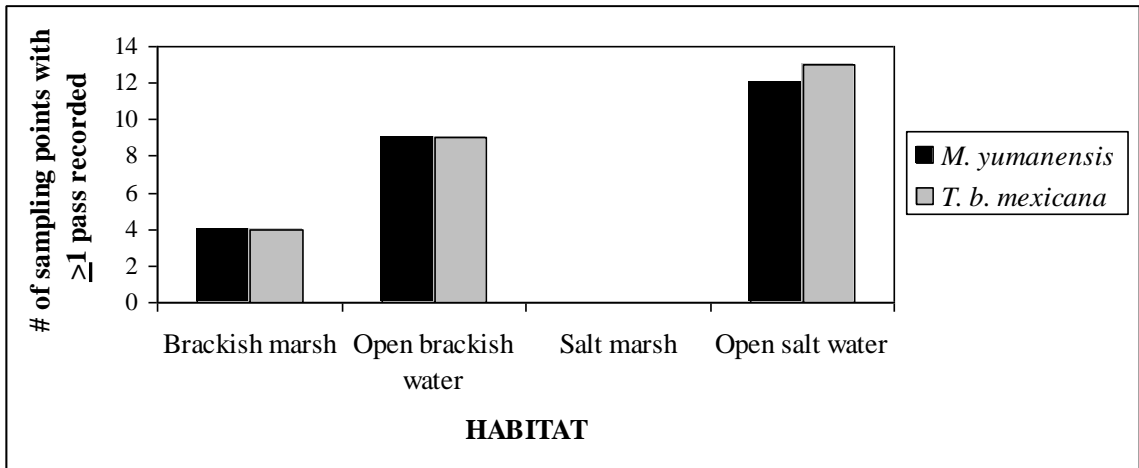 # of sampling points with
≥1 pass recorded
14
12
10
8
6
4
2
0
Brackish marsh
Open brackish
water
Salt marsh
Open salt water
HABITAT
M. yumanensis
T. b. mexicana